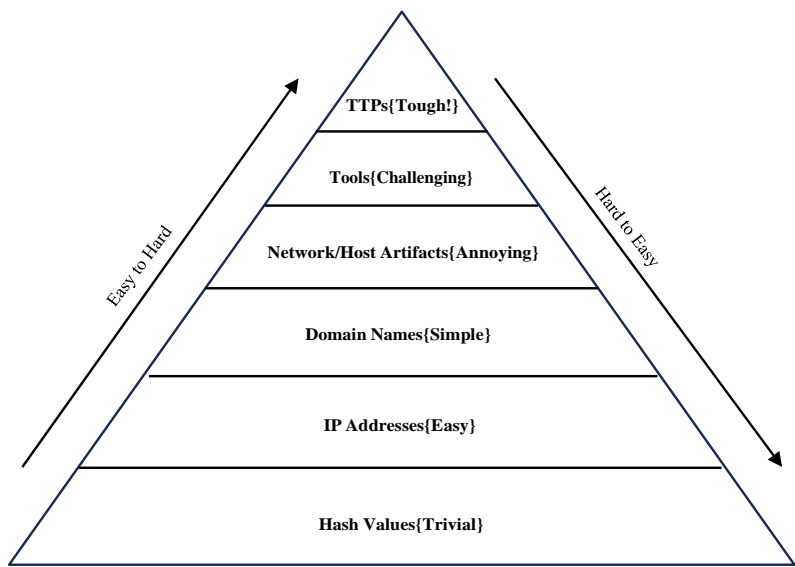 TTPs{Tough!}
Tools{Challenging}
Network/Host Artifacts{Annoying}
Domain Names{Simple}
IP Addresses{Easy}
Hash Values{Trivial}
Easy to Hard
Hard to Easy